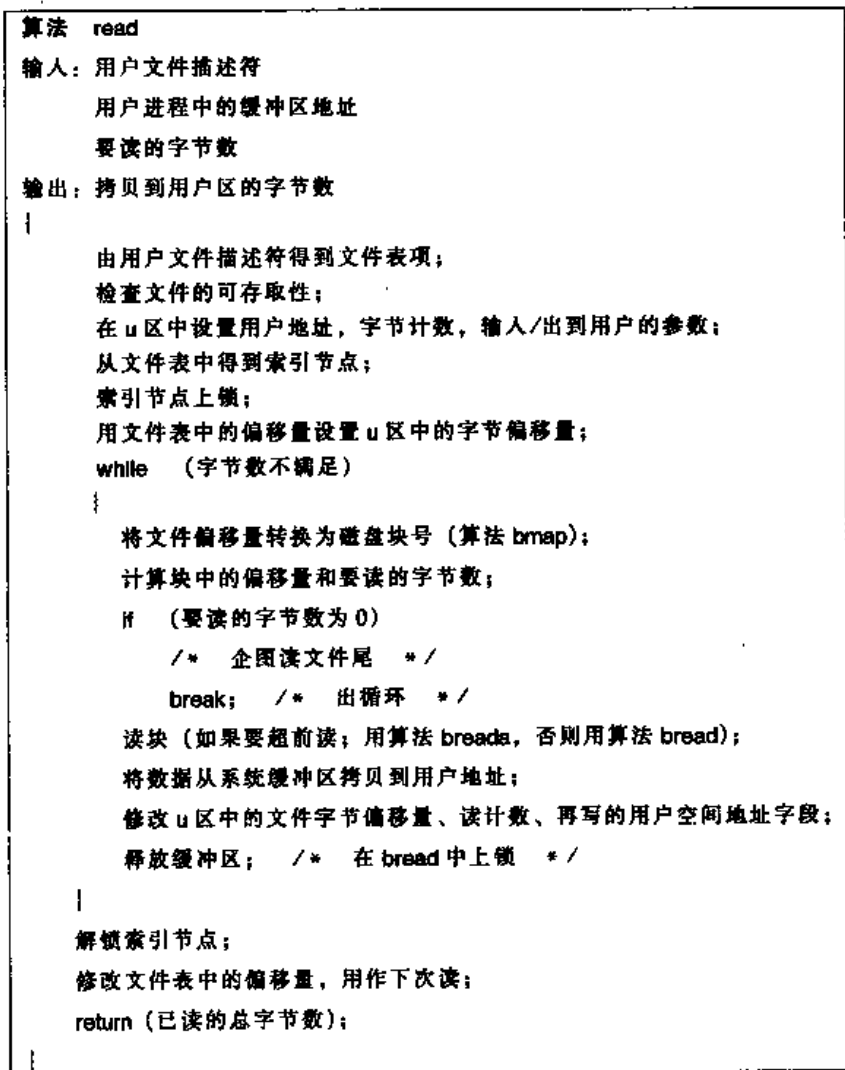 算法 read
输入：用户文件描述符
用户进程中的缓冲区地址
要读的字节数
输出：拷贝到用户区的字节数
{
由用户文件描述符得到文件表项；
检查文件的可存取性；
在 u 区中设置用户地址，字节计数，输入/出到用户的参数；
从文件表中得到索引节点；
索引节点上锁；
用文件表中的偏移量设置 u 区中的字节偏移量；
while （字节数不满足）
{
将文件偏移量转换为磁盘块号（算法 bmap）；
计算块中的偏移量和要读的字节数；
if （要读的字节数为 0）
/* 企图读文件尾 */
break； /* 出循环 */
读块（如果要超前读；用算法 breada，否则用算法 bread）；
将数据从系统缓冲区拷贝到用户地址；
修改 u 区中的文件字节偏移量、读计数、再写的用户空间地址字段；
释放缓冲区； /* 在 bread 中上锁 */
}
解锁索引节点；
修改文件表中的偏移量，用作下次读；
return（已读的总字节数）；
}